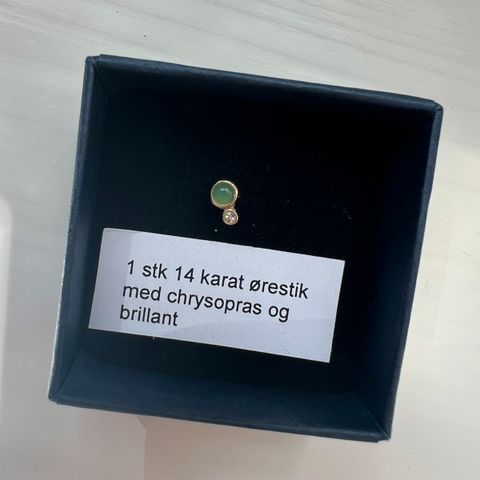 1 stk 14 karat ørestik
med chrysopras og
brillant